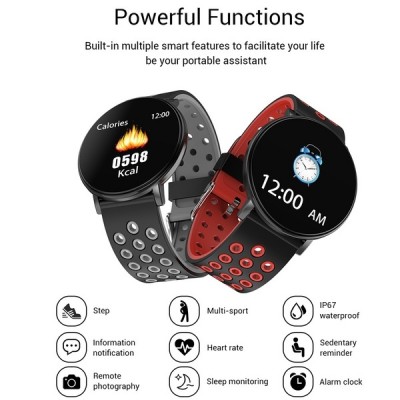 Powerful Functions
Built-in multiple smart features to facilitate your life
be your portable assistant
Calories
12:00
0598
Kcal
12:00 AM
Step
Multi-sport
IP67
waterproof
Information
notification
Heart rate
Sedentary
reminder
Remote
photography
Sleep monitoring
Alarm clock